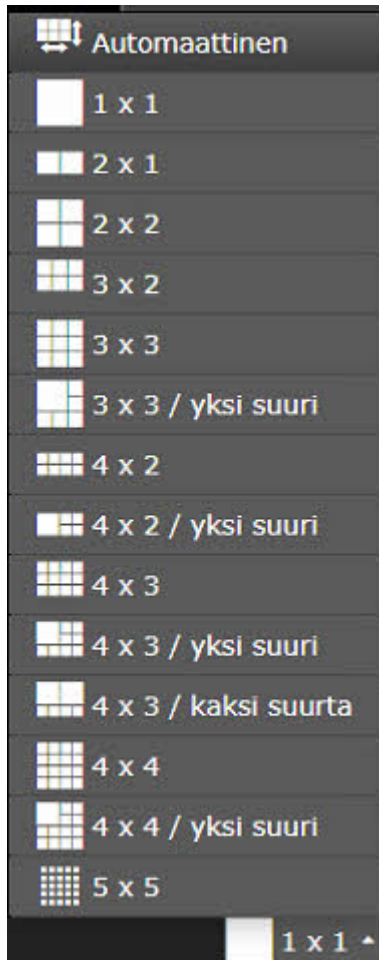 Automaattinen
1 x 1
2 x 1
2 x 2
3 x 2
3 x 3
3 x 3 / yksi suuri
4 x 2
4 x 2 / yksi suuri
4 x 3
4 x 3 / yksi suuri
4 x 3 / kaksi suurta
4 x 4
4 x 4 / yksi suuri
5 x 5
1 x 1